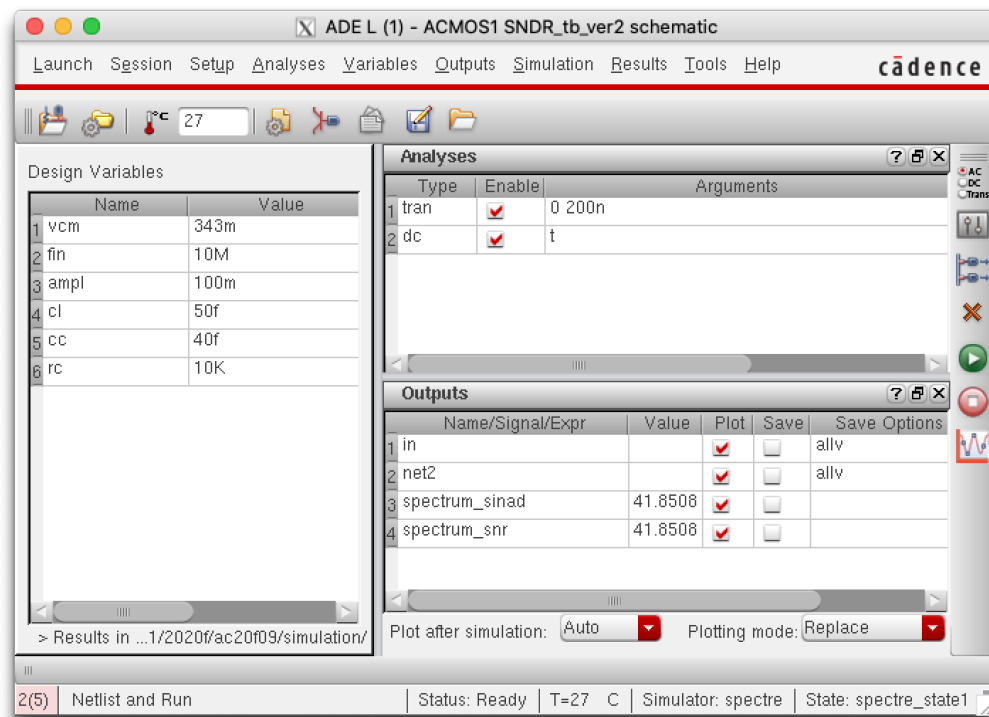 ADE L (1) - ACMOS1 SNDR_tb_ver2 schematic
Launch Session Setup Analyses Variables Outputs Simulation Results Tools Help cādence
°C 27
Design Variables
Name Value
1 vcm 343m
2 fin 10M
3 ampl 100m
4 cl 50f
5 cc 40f
6 rc 10K
> Results in ...1/2020f/ac20f09/simulation/
Analyses
Type Enable Arguments
1 tran 0 200n
2 dc t
Outputs
Name/Signal/Expr Value Plot Save Save Options
1 in allv
2 net2 allv
3 spectrum_sinad 41.8508
4 spectrum_snr 41.8508
Plot after simulation: Auto Plotting mode: Replace
AC
DC
Trans
2(5) Netlist and Run Status: Ready T=27 C Simulator: spectre State: spectre_state1